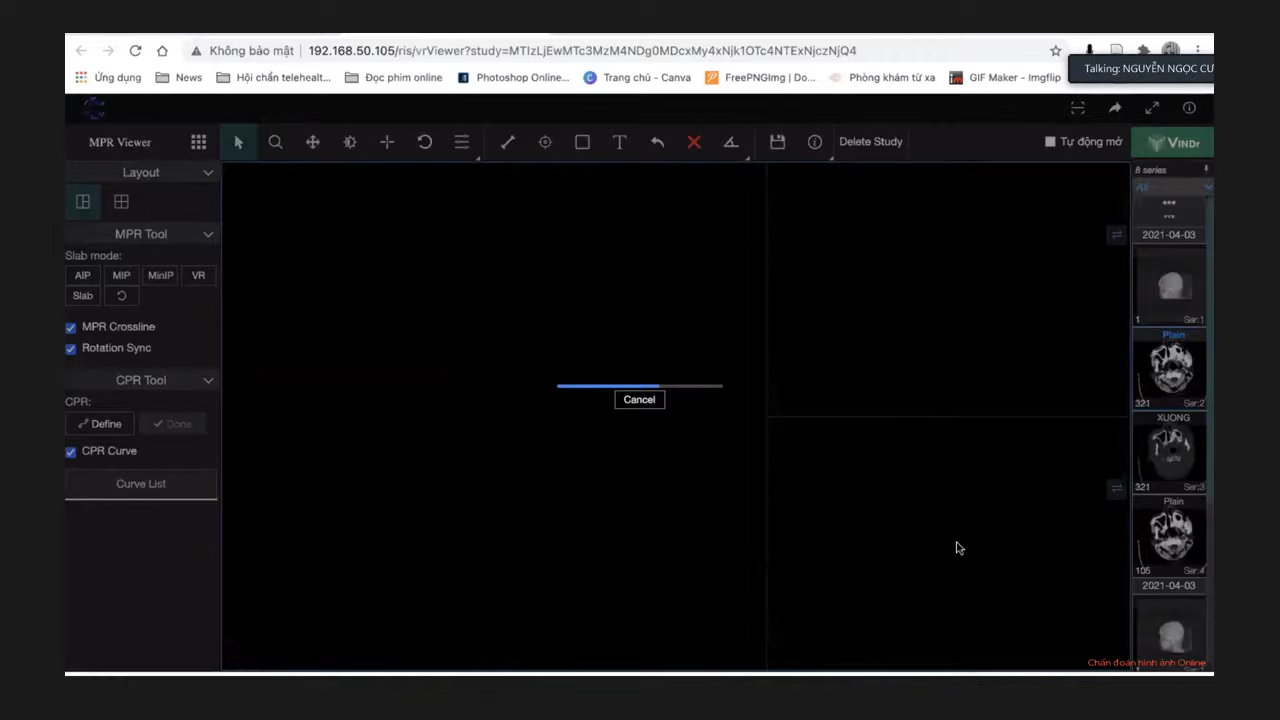 Không bảo mật
192.168.50.105/ris/vrViewer?study=MTIzLjEwMTc3MzM4NDg0MDcxMy4xNjk1OTc4NTExNjczNjQ4
Talking: NGUYỄN NGỌC CƯ
Ứng dụng
News
Hội chẩn telehealt...
Đọc phim online
Photoshop Online...
Trang chủ - Canva
FreePNGImg | Do...
Phòng khám từ xa
GIF Maker - Imgflip
MPR Viewer
Delete Study
Tự động mở
VINDr
Layout
8 series
All
MPR Tool
2021-04-03
Slab mode:
AIP
MIP
MinIP
VR
Slab
1
Ser:1
MPR Crossline
Rotation Sync
Plain
CPR Tool
Cancel
CPR:
321
Ser:2
Define
Done
XUONG
CPR Curve
Curve List
321
Ser:3
Plain
105
Ser:4
2021-04-03
Chẩn đoán hình ảnh Online